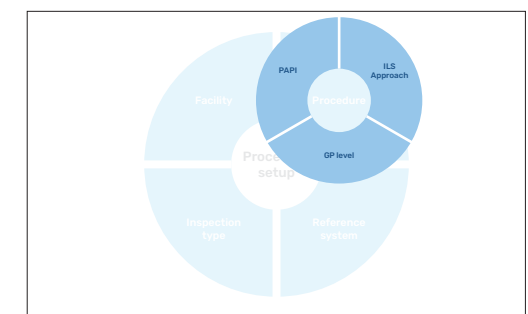 PAPI
ILS
Approach
Facility
Procedure
GP level
Proce
setup
Inspection
type
Reference
system